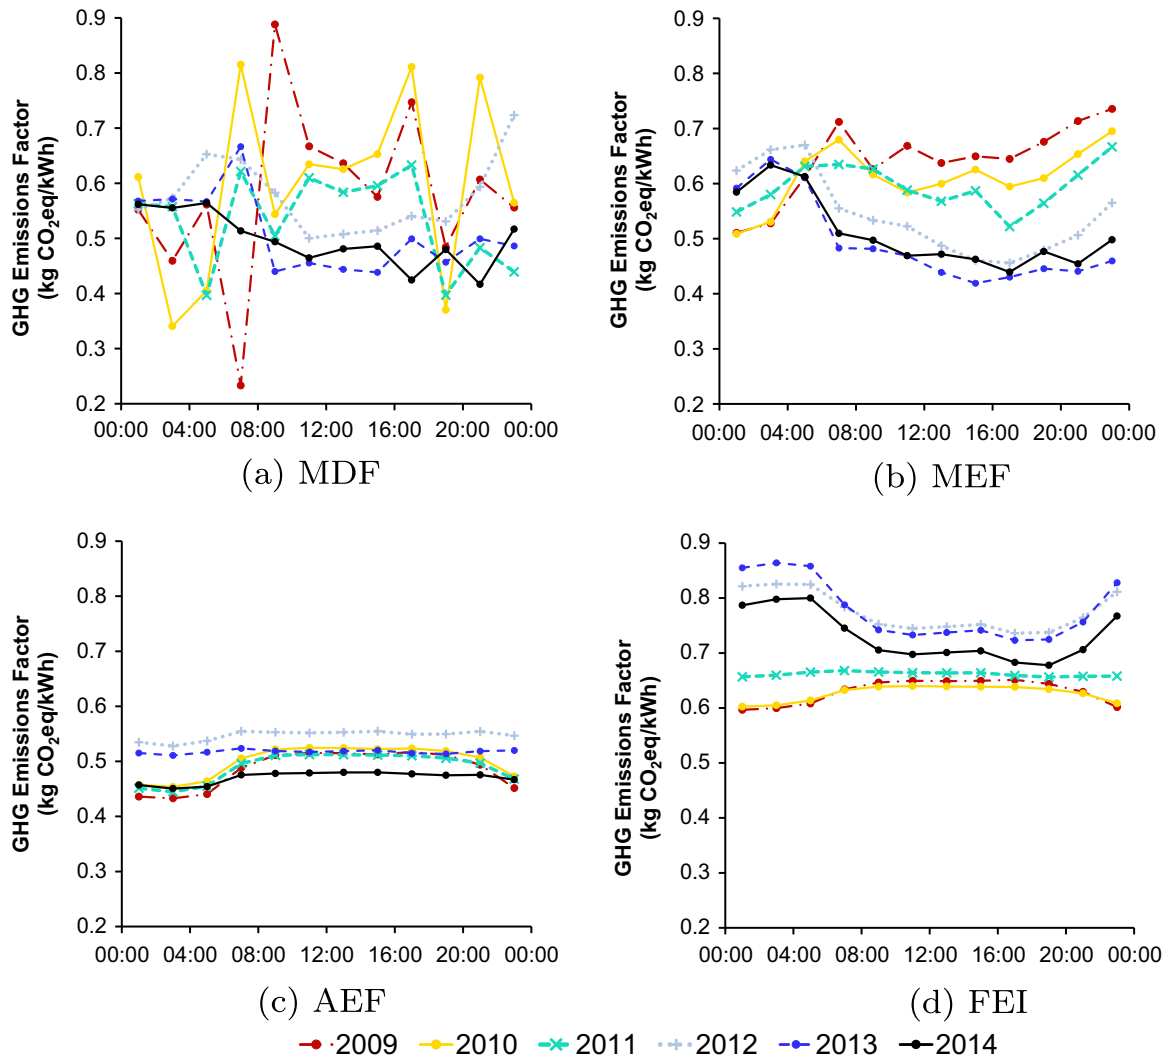 GHG Emissions Factor
(kg CO₂eq/kWh)
0.9
0.8
0.7
0.6
0.5
0.4
0.3
0.2
00:00 04:00 08:00 12:00 16:00 20:00 00:00
(a) MDF
GHG Emissions Factor
(kg CO₂eq/kWh)
0.9
0.8
0.7
0.6
0.5
0.4
0.3
0.2
00:00 04:00 08:00 12:00 16:00 20:00 00:00
(b) MEF
GHG Emissions Factor
(kg CO₂eq/kWh)
0.9
0.8
0.7
0.6
0.5
0.4
0.3
0.2
00:00 04:00 08:00 12:00 16:00 20:00 00:00
(c) AEF
GHG Emissions Factor
(kg CO₂eq/kWh)
0.9
0.8
0.7
0.6
0.5
0.4
0.3
0.2
00:00 04:00 08:00 12:00 16:00 20:00 00:00
(d) FEI
2009 2010 2011 2012 2013 2014